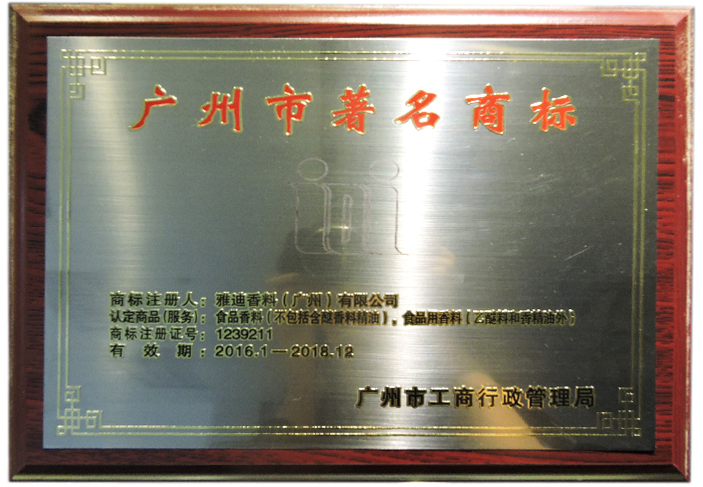 广州市著名商标
商标注册人：雅迪香料（广州）有限公司
认定商品(服务)：食品香料（不包括含醚香料精油），食品用香料（乙醚料和香精油外）；
商标注册证号：1239211
有效期：2016.1—2018.12
广州市工商行政管理局